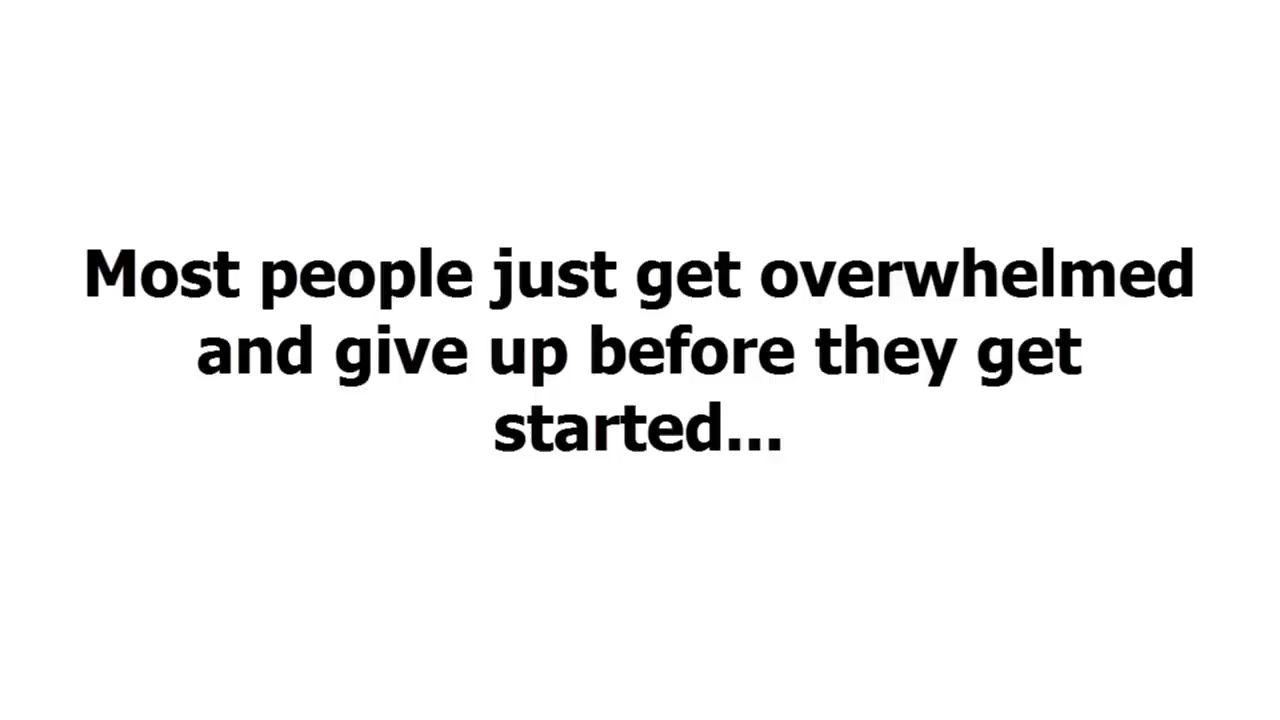 Most people just get overwhelmed
and give up before they get
started...